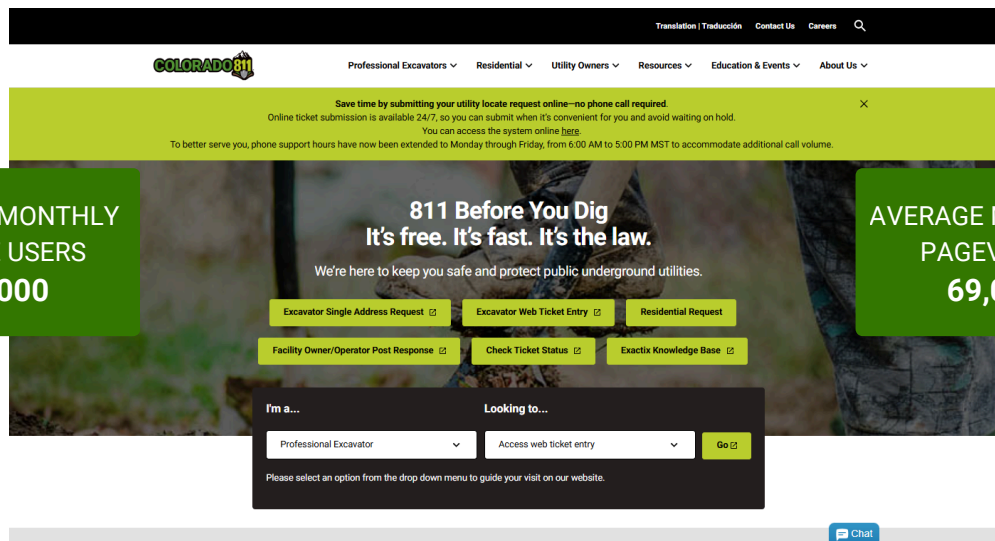 Translation | Traducción Contact Us Careers
COLORADO811
Professional Excavators Residential Utility Owners Resources Education & Events About Us
Save time by submitting your utility locate request online—no phone call required.
Online ticket submission is available 24/7, so you can submit when it's convenient for you and avoid waiting on hold.
You can access the system online here.
To better serve you, phone support hours have now been extended to Monday through Friday, from 6:00 AM to 5:00 PM MST to accommodate additional call volume.
MONTHLY
USERS
000
811 Before You Dig
It's free. It's fast. It's the law.
We're here to keep you safe and protect public underground utilities.
AVERAGE
PAGEV
69,
Excavator Single Address Request Excavator Web Ticket Entry Residential Request
Facility Owner/Operator Post Response Check Ticket Status Exactix Knowledge Base
I'm a... Looking to...
Professional Excavator Access web ticket entry Go
Please select an option from the drop down menu to guide your visit on our website.
Chat